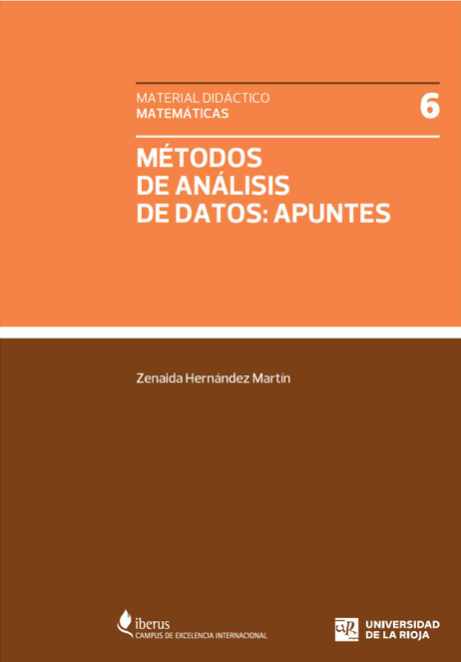 MATERIAL DIDÁCTICO
MATEMÁTICAS
6
MÉTODOS
DE ANÁLISIS
DE DATOS: APUNTES
Zenaida Hernández Martín
iberus
CAMPUS DE EXCELENCIA INTERNACIONAL
UR
UNIVERSIDAD
DE LA RIOJA